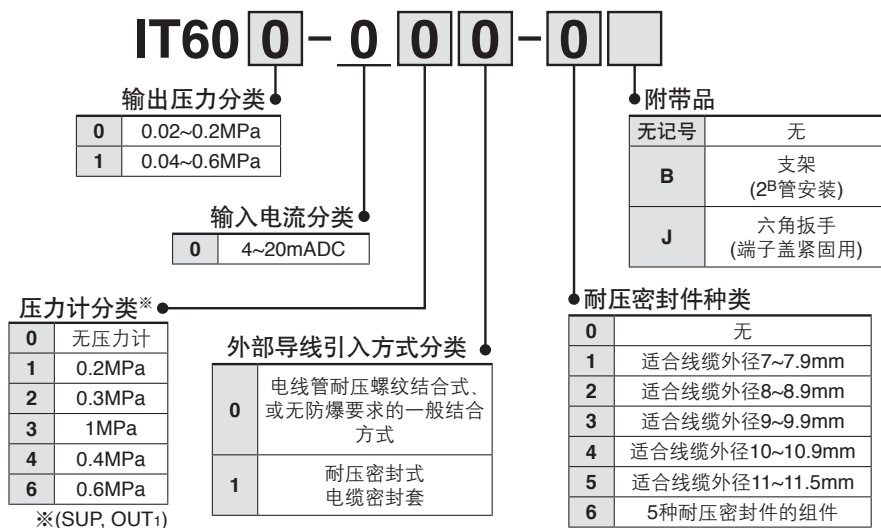 IT60 0 - 0 0 0 - 0
输出压力分类
0 0.02~0.2MPa
1 0.04~0.6MPa
附带品
无记号 无
B 支架
(2B管安装)
J 六角扳手
(端子盖紧固用)
输入电流分类
0 4~20mADC
压力计分类※
0 无压力计
1 0.2MPa
2 0.3MPa
3 1MPa
4 0.4MPa
6 0.6MPa
※(SUP, OUT1)
外部导线引入方式分类
0 电线管耐压螺纹结合式、
或无防爆要求的一般结合
方式
1 耐压密封式
电缆密封套
耐压密封件种类
0 无
1 适合线缆外径7~7.9mm
2 适合线缆外径8~8.9mm
3 适合线缆外径9~9.9mm
4 适合线缆外径10~10.9mm
5 适合线缆外径11~11.5mm
6 5种耐压密封件的组件